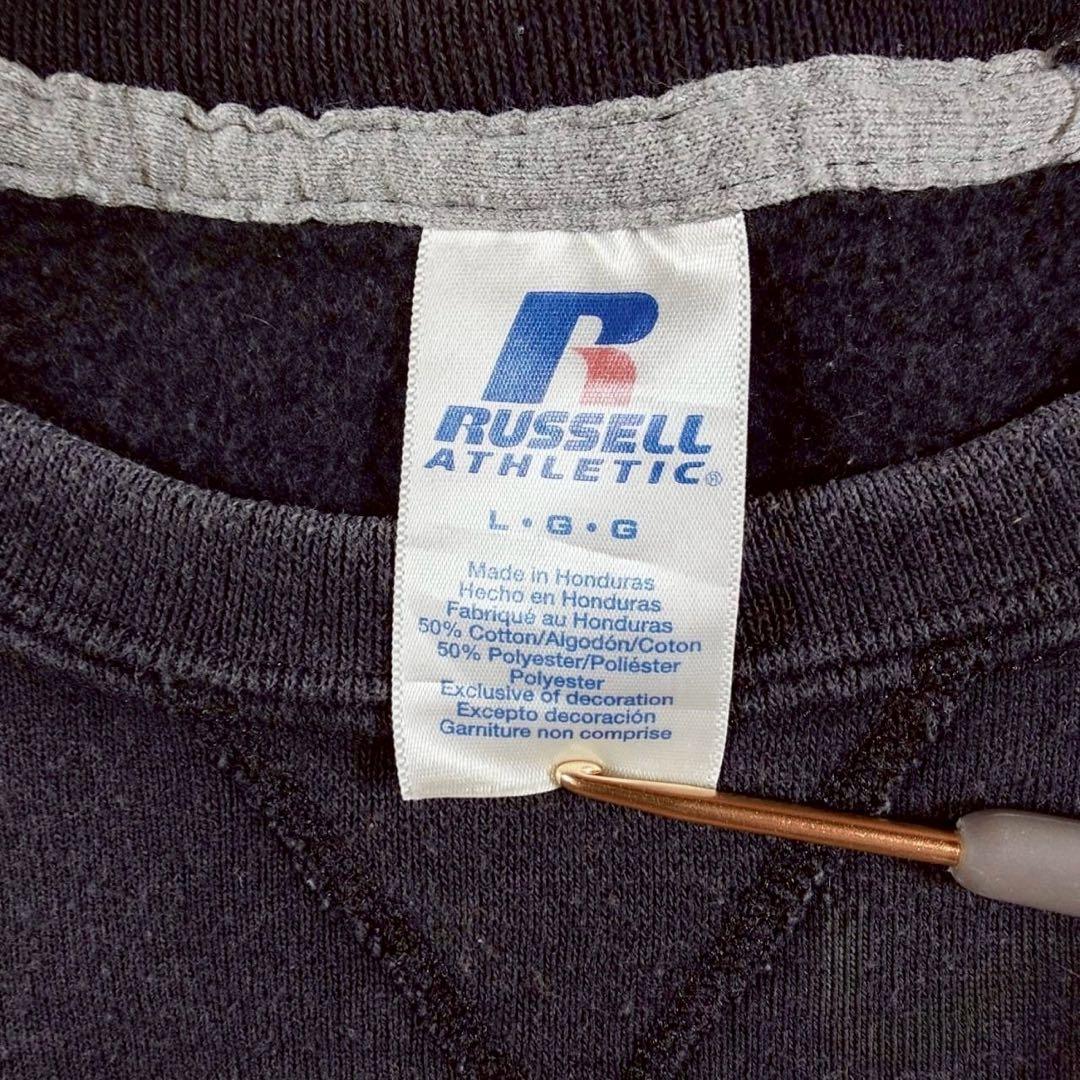 R
RUSSELL
ATHLETIC®
L • G • G
Made in Honduras
Hecho en Honduras
Fabriqué au Honduras
50% Cotton/Algodón/Coton
50% Polyester/Poliéster
Polyester
Exclusive of decoration
Excepto decoración
Garniture non comprise